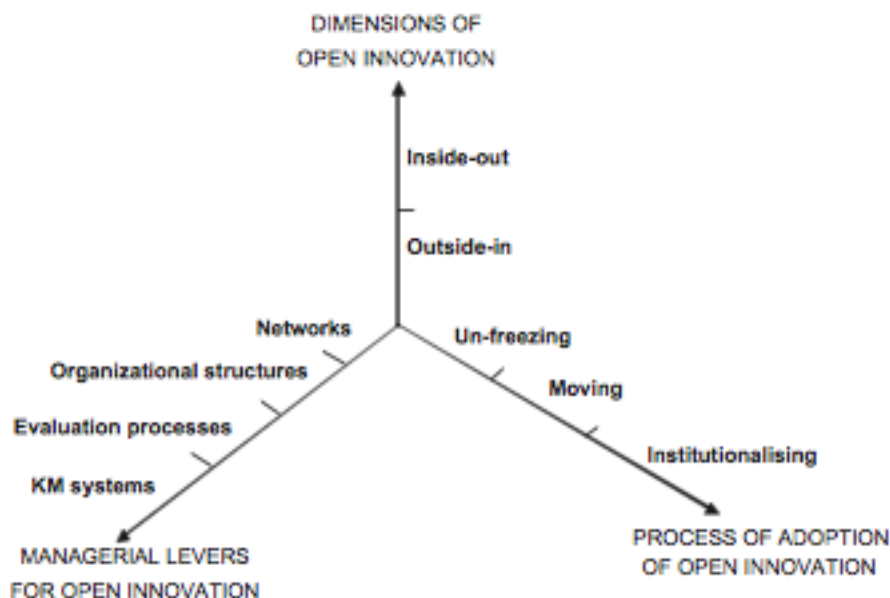 DIMENSIONS OF
OPEN INNOVATION
Inside-out
Outside-in
Networks
Organizational structures
Evaluation processes
KM systems
MANAGERIAL LEVERS
FOR OPEN INNOVATION
Un-freezing
Moving
Institutionalising
PROCESS OF ADOPTION
OF OPEN INNOVATION